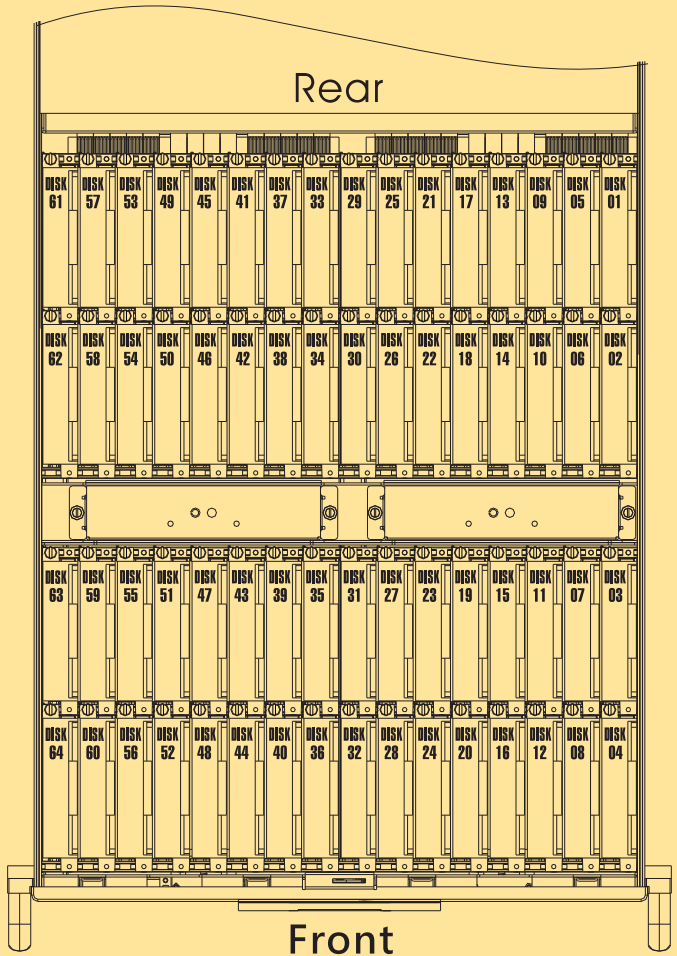 Rear
DISK DISK DISK DISK DISK DISK DISK DISK DISK DISK DISK DISK DISK DISK DISK DISK
61 57 53 49 45 41 37 33 29 25 21 17 13 09 05 01
DISK DISK DISK DISK DISK DISK DISK DISK DISK DISK DISK DISK DISK DISK DISK DISK
62 58 54 50 46 42 38 34 30 26 22 18 14 10 06 02
DISK DISK DISK DISK DISK DISK DISK DISK DISK DISK DISK DISK DISK DISK DISK DISK
63 59 55 51 47 43 39 35 31 27 23 19 15 11 07 03
DISK DISK DISK DISK DISK DISK DISK DISK DISK DISK DISK DISK DISK DISK DISK DISK
64 60 56 52 48 44 40 36 32 28 24 20 16 12 08 04
Front